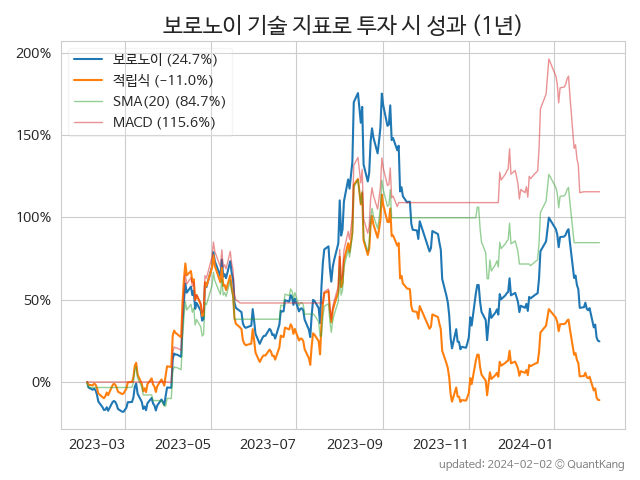 보로노이 기술 지표로 투자 시 성과 (1년)
200%
150%
100%
50%
0%
보로노이 (24.7%)
적립식 (-11.0%)
SMA(20) (84.7%)
MACD (115.6%)
2023-03 2023-05 2023-07 2023-09 2023-11 2024-01
updated: 2024-02-02 © QuantKang